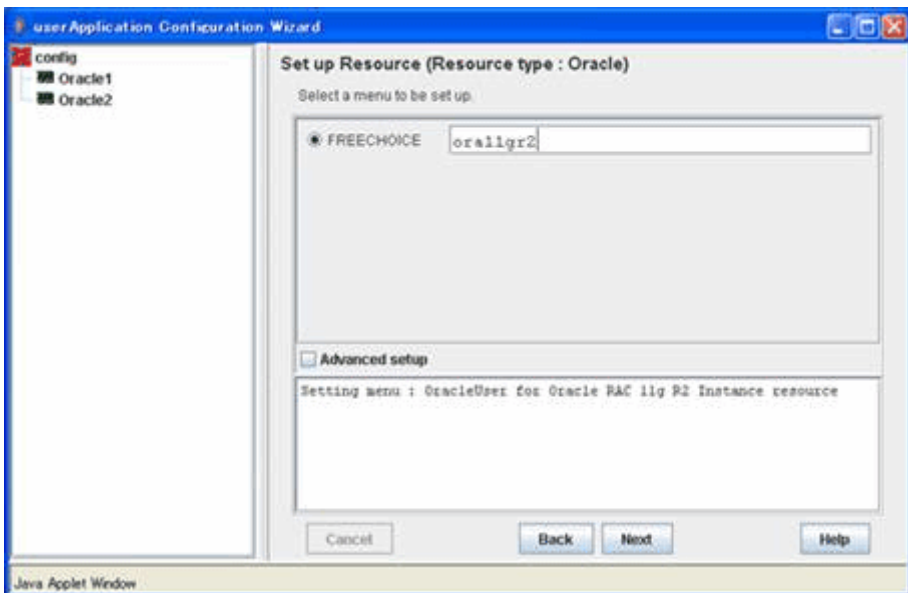 userApplication Configuration Wizard
config
Oracle1
Oracle2
Set up Resource (Resource type : Oracle)
Select a menu to be set up.
FREECHOICE
ora11gr2
Advanced setup
Setting menu : OracleUser for Oracle RAC 11g R2 Instance resource
Cancel
Back
Next
Help
Java Applet Window